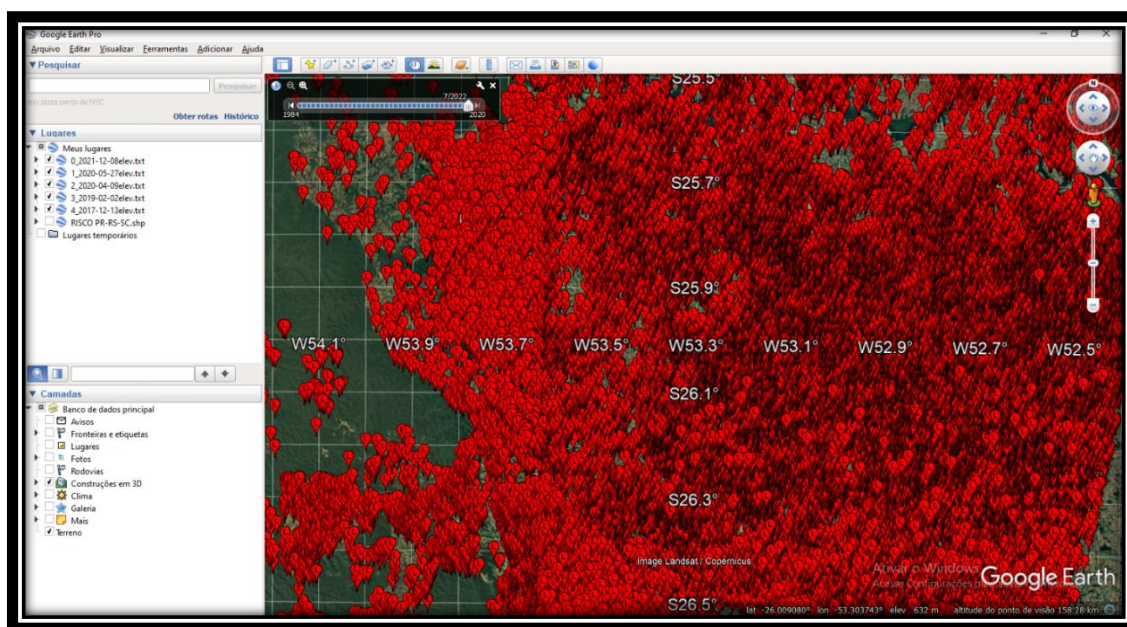 Google Earth Pro
Arquivo Editar Visualizar Ferramentas Adicionar Ajuda
▼ Pesquisar
Pesquisar
ex: pizza perto de NYC
Obter rotas Histórico
▼ Lugares
Meus lugares
0_2021-12-08elev.txt
1_2020-05-27elev.txt
2_2020-04-09elev.txt
3_2019-02-02elev.txt
4_2017-12-13elev.txt
RISCO PR-RS-SC.shp
Lugares temporários
▼ Camadas
Banco de dados principal
Avisos
Fronteiras e etiquetas
Lugares
Fotos
Rodovias
Construções em 3D
Clima
Galeria
Mais
Terreno
7/2022
1984 2020
N
S25.5°
S25.7°
S25.9°
W54.1° W53.9° W53.7° W53.5° W53.3° W53.1° W52.9° W52.7° W52.5°
S26.1°
S26.3°
Image Landsat / Copernicus
Ativar o Windows
Acesse Configurações
Google Earth
S26.5°
lat -26.009080° lon -53.303743° elev 632 m altitude do ponto de visão 158.28 km